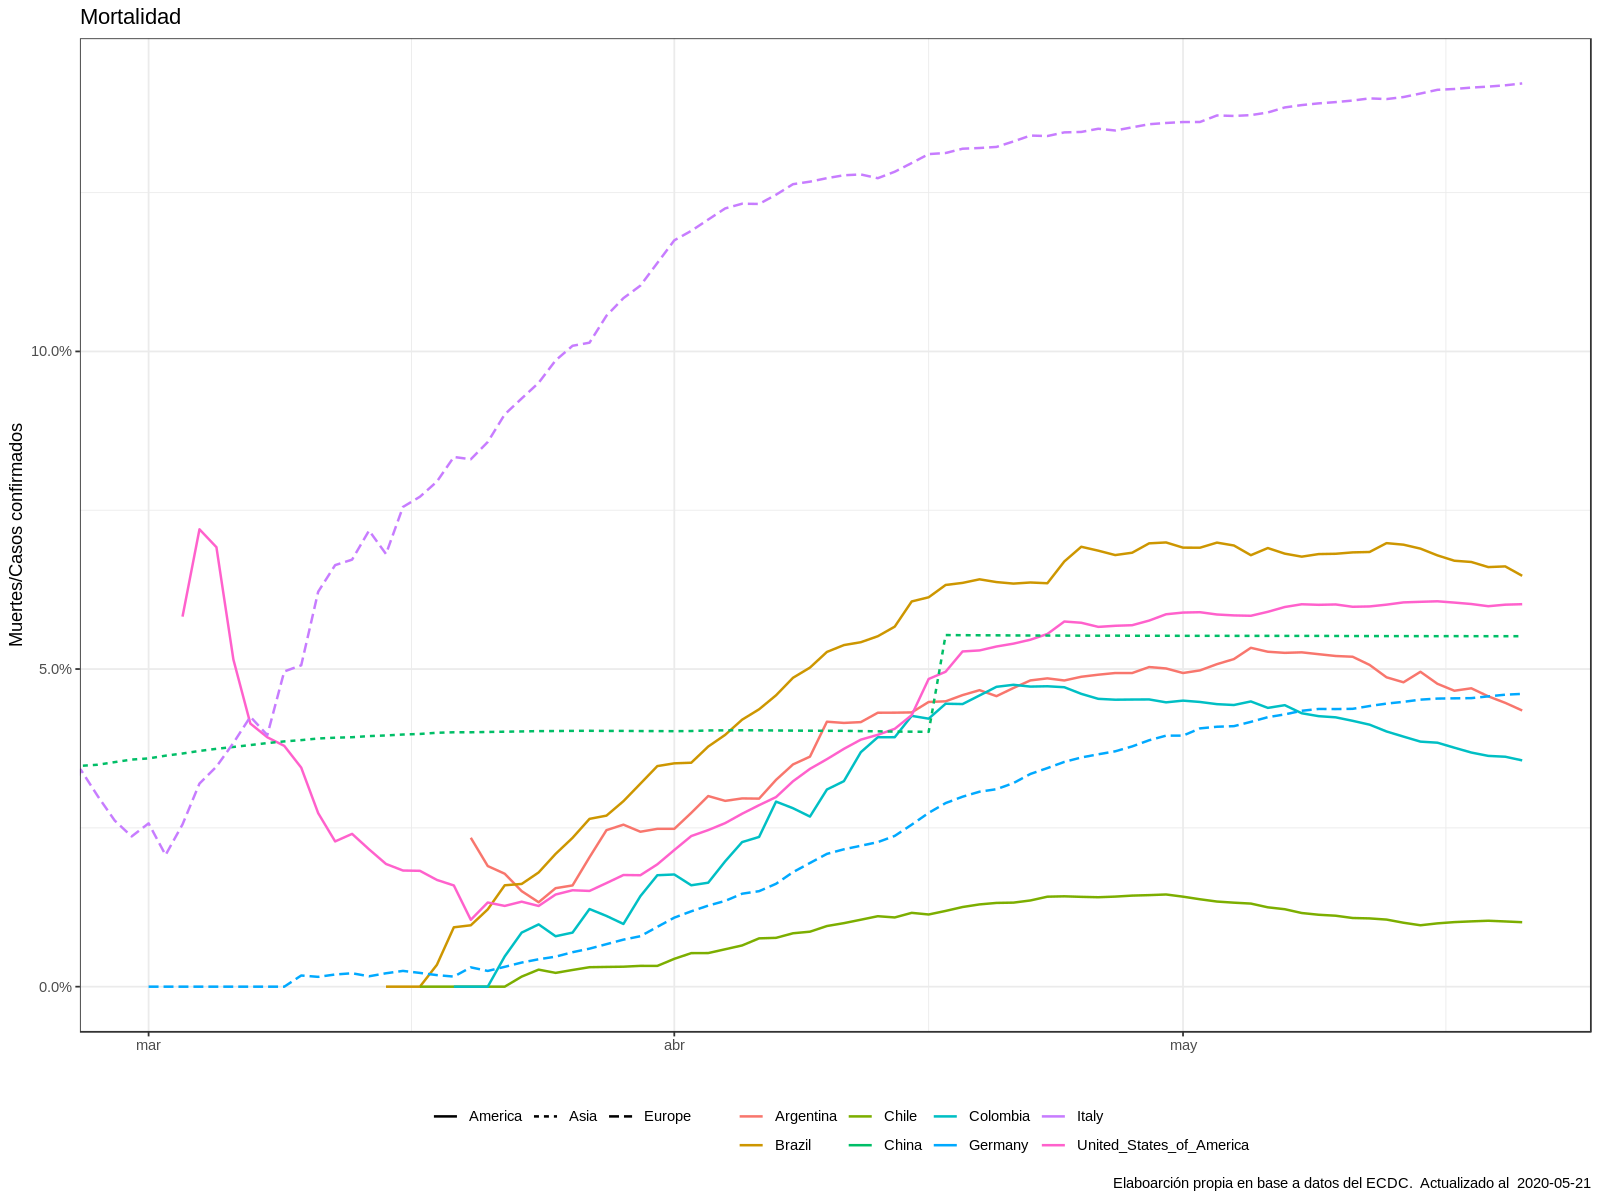 Mortalidad
Muertes/Casos confirmados
10.0%
5.0%
0.0%
mar abr may
America Asia Europe Argentina Chile Colombia Italy
Brazil China Germany United_States_of_America
Elaboarción propia en base a datos del ECDC.  Actualizado al  2020-05-21